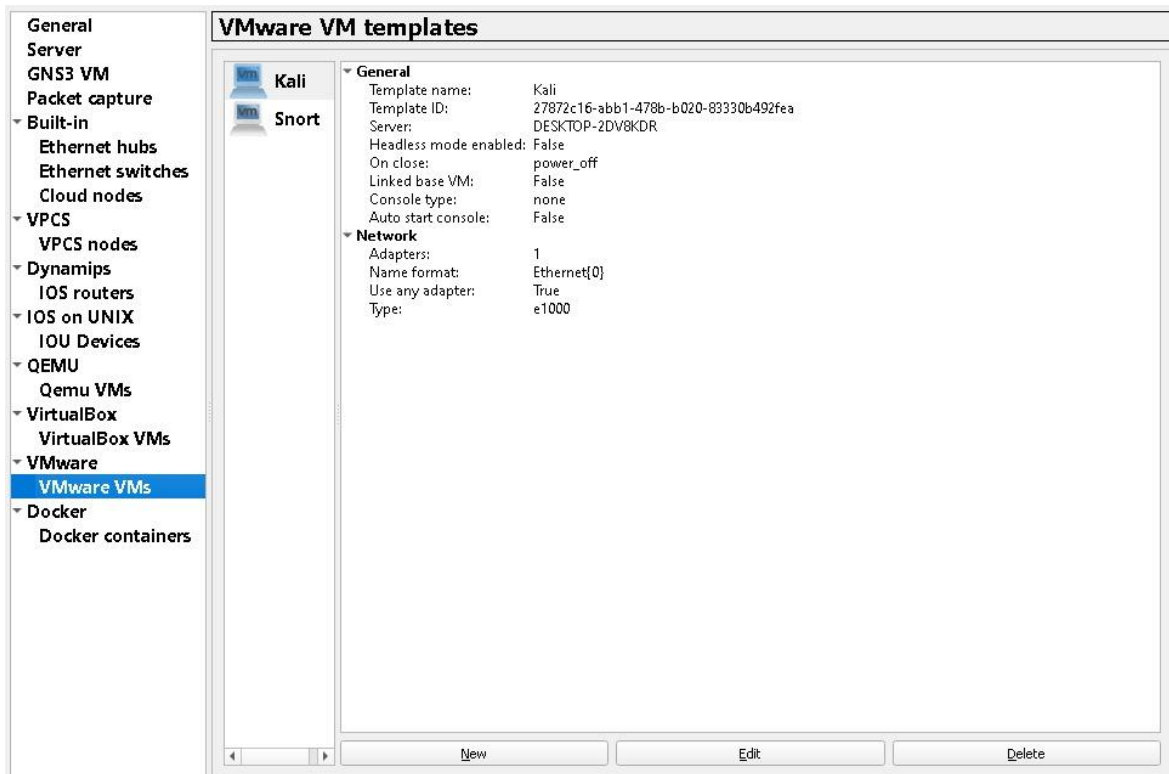 General
Server
GNS3 VM
Packet capture
Built-in
Ethernet hubs
Ethernet switches
Cloud nodes
VPCS
VPCS nodes
Dynamips
IOS routers
IOS on UNIX
IOU Devices
QEMU
Qemu VMs
VirtualBox
VirtualBox VMs
VMware
VMware VMs
Docker
Docker containers
VMware VM templates
Vm Kali
Vm Snort
General
Template name: Kali
Template ID: 27872c16-abb1-478b-b020-83330b492fea
Server: DESKTOP-2DV8KDR
Headless mode enabled: False
On close: power_off
Linked base VM: False
Console type: none
Auto start console: False
Network
Adapters: 1
Name format: Ethernet{0}
Use any adapter: True
Type: e1000
New Edit Delete